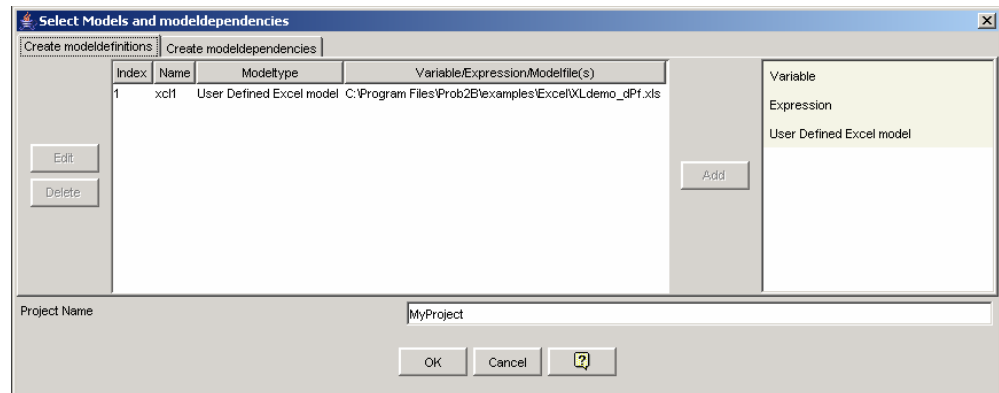 Select Models and modeldependencies
Create modeldefinitions Create modeldependencies
Index Name Modeltype Variable/Expression/Modelfile(s)
1 xcl1 User Defined Excel model C:\Program Files\Prob2B\examples\Excel\XLdemo_dPf.xls
Variable
Expression
User Defined Excel model
Edit
Delete
Add
Project Name MyProject
OK Cancel ?